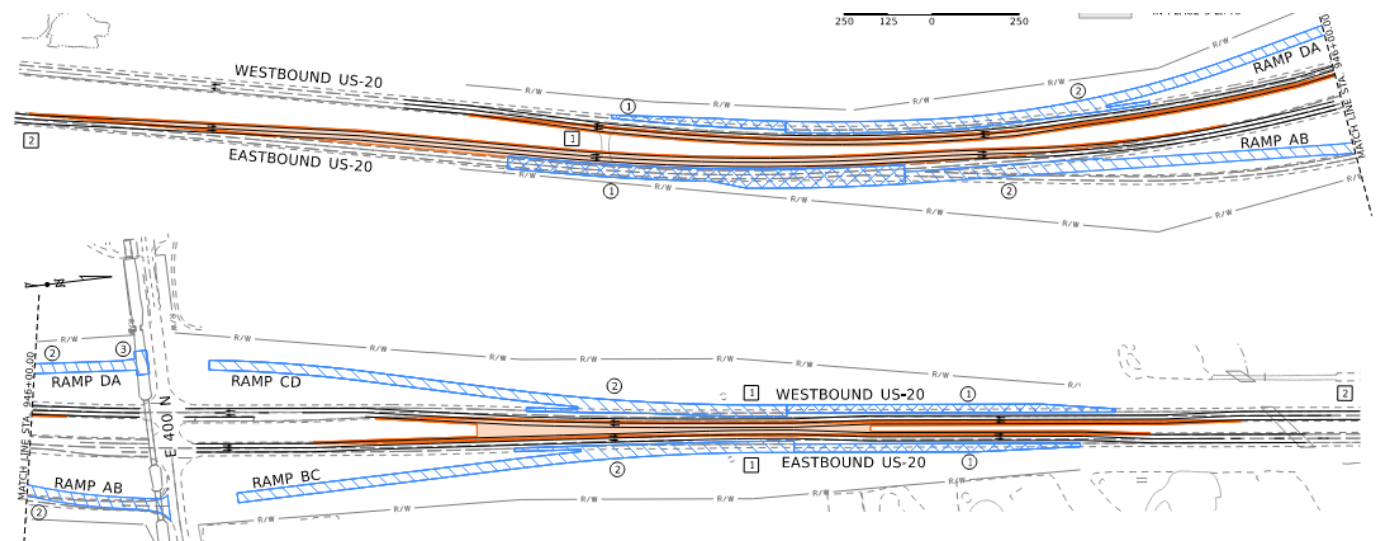 250 125 0 250
WESTBOUND US-20
EASTBOUND US-20
RAMP DA
RAMP AB
MATCH LINE STA. 946+00.00
R/W
R/W
R/W
R/W
R/W
R/W
R/W
R/W
R/W
R/W
R/W
1
2
1
2
2
1
N
MATCH LINE STA. 946+00.00
R/W
R/W
2
3
RAMP DA
RAMP AB
2
E 400 N
R/W
R/W
R/W
R/W
R/W
R/W
RAMP CD
2
1
WESTBOUND US-20
1
2
RAMP BC
2
1
EASTBOUND US-20
1
R/W
R/W
R/W
R/W
R/W
R/W